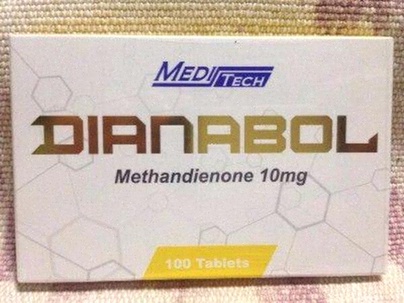 MEDITECH
DIANABOL
Methandienone 10mg
100 Tablets